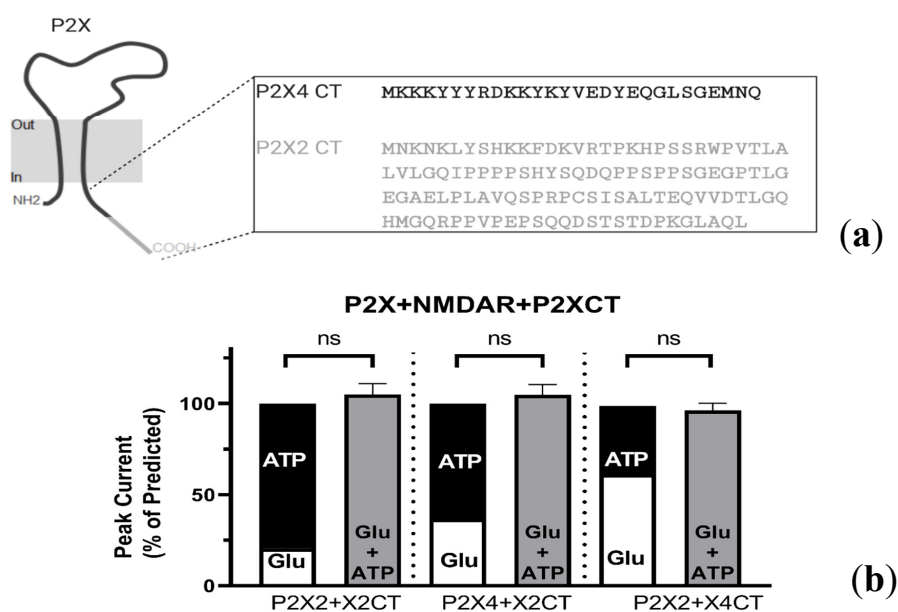 P2X
Out
In
NH2
COOH
P2X4 CT MKKKYYYRDKKYKYVEDYEQGLSGEMNQ
P2X2 CT MNKNKLYSHKKFDKVRTPKHPSSRWPVTLA
LVLGQIPPPPSHYSQDQPPSPPSGEGPTLG
EGAELPLAVQSPRPCSISALTEQVVDTLGQ
HMGQRPPVPEPSQQDSTSTDPKGLAQL
(a)
P2X+NMDAR+P2XCT
ns ns ns
Peak Current
(% of Predicted)
100
50
0
ATP ATP ATP
Glu Glu Glu
Glu
+
ATP
Glu
+
ATP
Glu
+
ATP
P2X2+X2CT P2X4+X2CT P2X2+X4CT
(b)